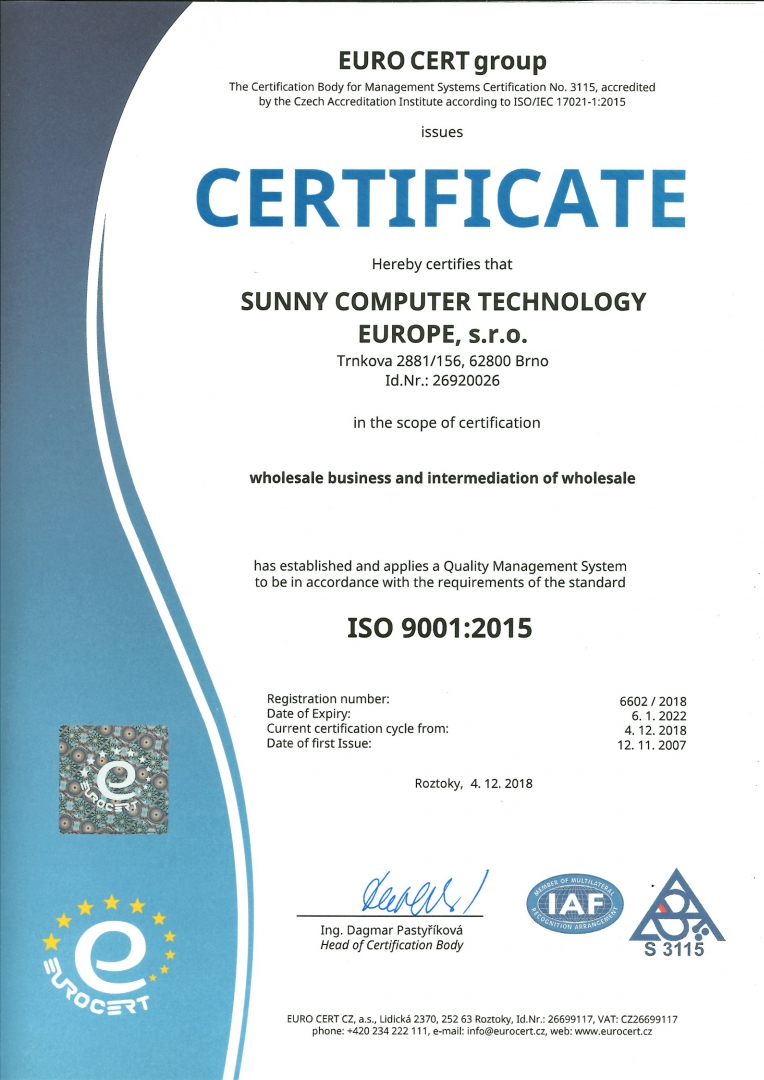 EURO CERT group
The Certification Body for Management Systems Certification No. 3115, accredited
by the Czech Accreditation Institute according to ISO/IEC 17021-1:2015
issues
CERTIFICATE
Hereby certifies that
SUNNY COMPUTER TECHNOLOGY
EUROPE, s.r.o.
Trnkova 2881/156, 62800 Brno
Id.Nr.: 26920026
in the scope of certification
wholesale business and intermediation of wholesale
has established and applies a Quality Management System
to be in accordance with the requirements of the standard
ISO 9001:2015
Registration number: 6602 / 2018
Date of Expiry: 6. 1. 2022
Current certification cycle from: 4. 12. 2018
Date of first Issue: 12. 11. 2007
Roztoky, 4. 12. 2018
e
EUROCERT
Ing. Dagmar Pastyříková
Head of Certification Body
MEMBER OF MULTILATERAL
IAF
RECOGNITION ARRANGEMENT
S 3115
e
EUROCERT
EURO CERT CZ, a.s., Lidická 2370, 252 63 Roztoky, Id.Nr.: 26699117, VAT: CZ26699117
phone: +420 234 222 111, e-mail: info@eurocert.cz, web: www.eurocert.cz